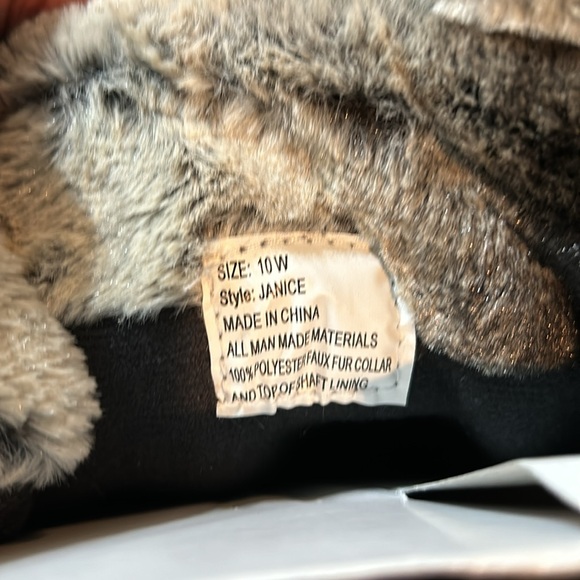 SIZE: 10W
Style: JANICE
MADE IN CHINA
ALL MAN MADE MATERIALS
100% POLYESTER FAUX FUR COLLAR
AND TOP OF SHAFT LINING